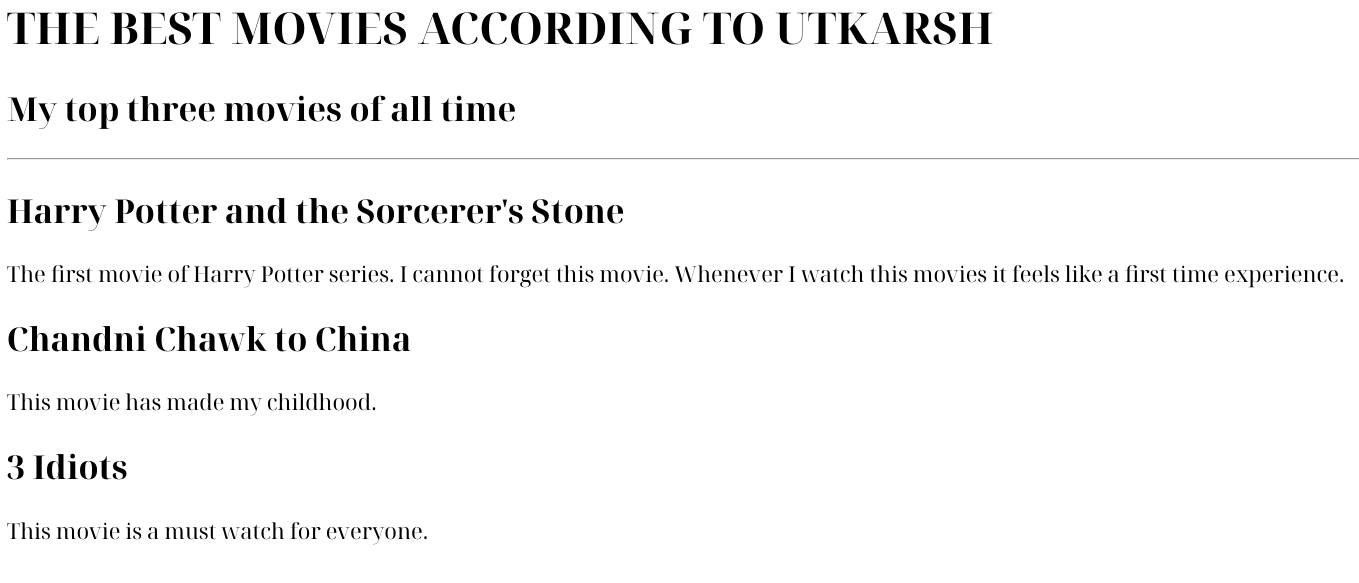 THE BEST MOVIES ACCORDING TO UTKARSH
My top three movies of all time
Harry Potter and the Sorcerer's Stone
The first movie of Harry Potter series. I cannot forget this movie. Whenever I watch this movies it feels like a first time experience.
Chandni Chawk to China
This movie has made my childhood.
3 Idiots
This movie is a must watch for everyone.